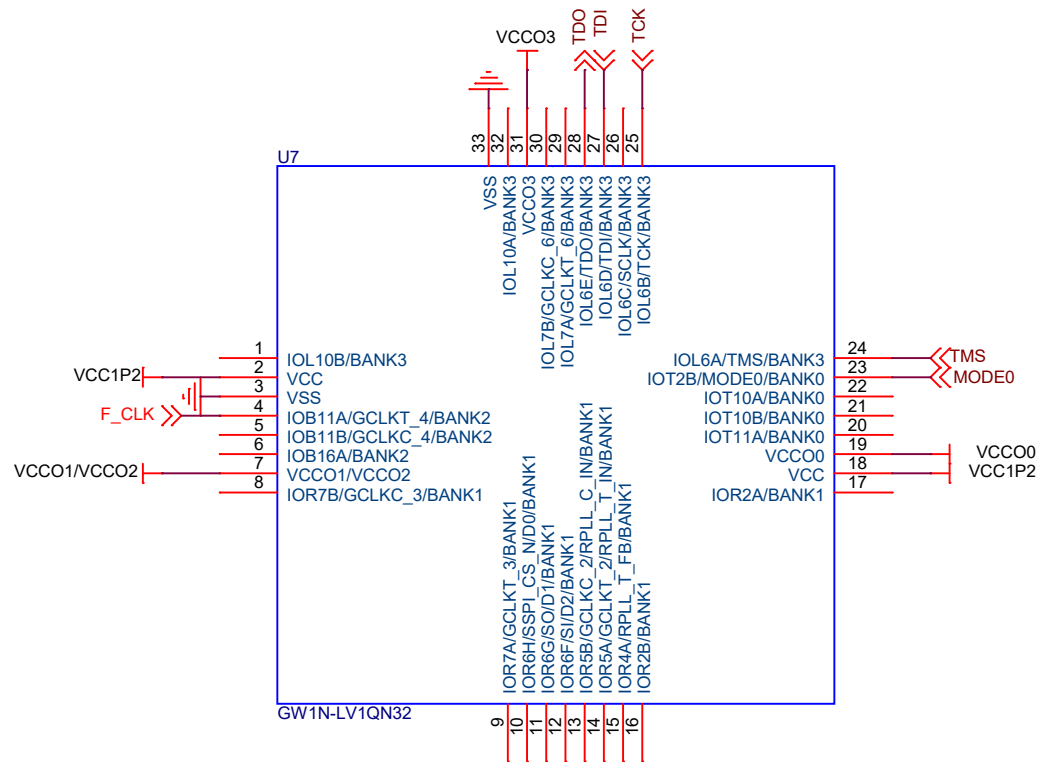 TDO
TDI
TCK
VCCO3
33
32
31
30
29
28
27
26
25
U7
VSS
IOL10A/BANK3
VCCO3
IOL7B/GCLKC_6/BANK3
IOL7A/GCLKT_6/BANK3
IOL6E/TDO/BANK3
IOL6D/TDI/BANK3
IOL6C/SCLK/BANK3
IOL6B/TCK/BANK3
1 IOL10B/BANK3
VCC1P2 2 VCC
3 VSS
F_CLK 4 IOB11A/GCLKT_4/BANK2
5 IOB11B/GCLKC_4/BANK2
6 IOB16A/BANK2
VCCO1/VCCO2 7 VCCO1/VCCO2
8 IOR7B/GCLKC_3/BANK1
IOL6A/TMS/BANK3 24 TMS
IOT2B/MODE0/BANK0 23 MODE0
IOT10A/BANK0 22
IOT10B/BANK0 21
IOT11A/BANK0 20
VCCO0 19 VCCO0
VCC 18 VCC1P2
IOR2A/BANK1 17
IOR7A/GCLKT_3/BANK1
IOR6H/SSPI_CS_N/D0/BANK1
IOR6G/SO/D1/BANK1
IOR6F/SI/D2/BANK1
IOR5B/GCLKC_2/RPLL_C_IN/BANK1
IOR5A/GCLKT_2/RPLL_T_IN/BANK1
IOR4A/RPLL_T_FB/BANK1
IOR2B/BANK1
GW1N-LV1QN32
9
10
11
12
13
14
15
16